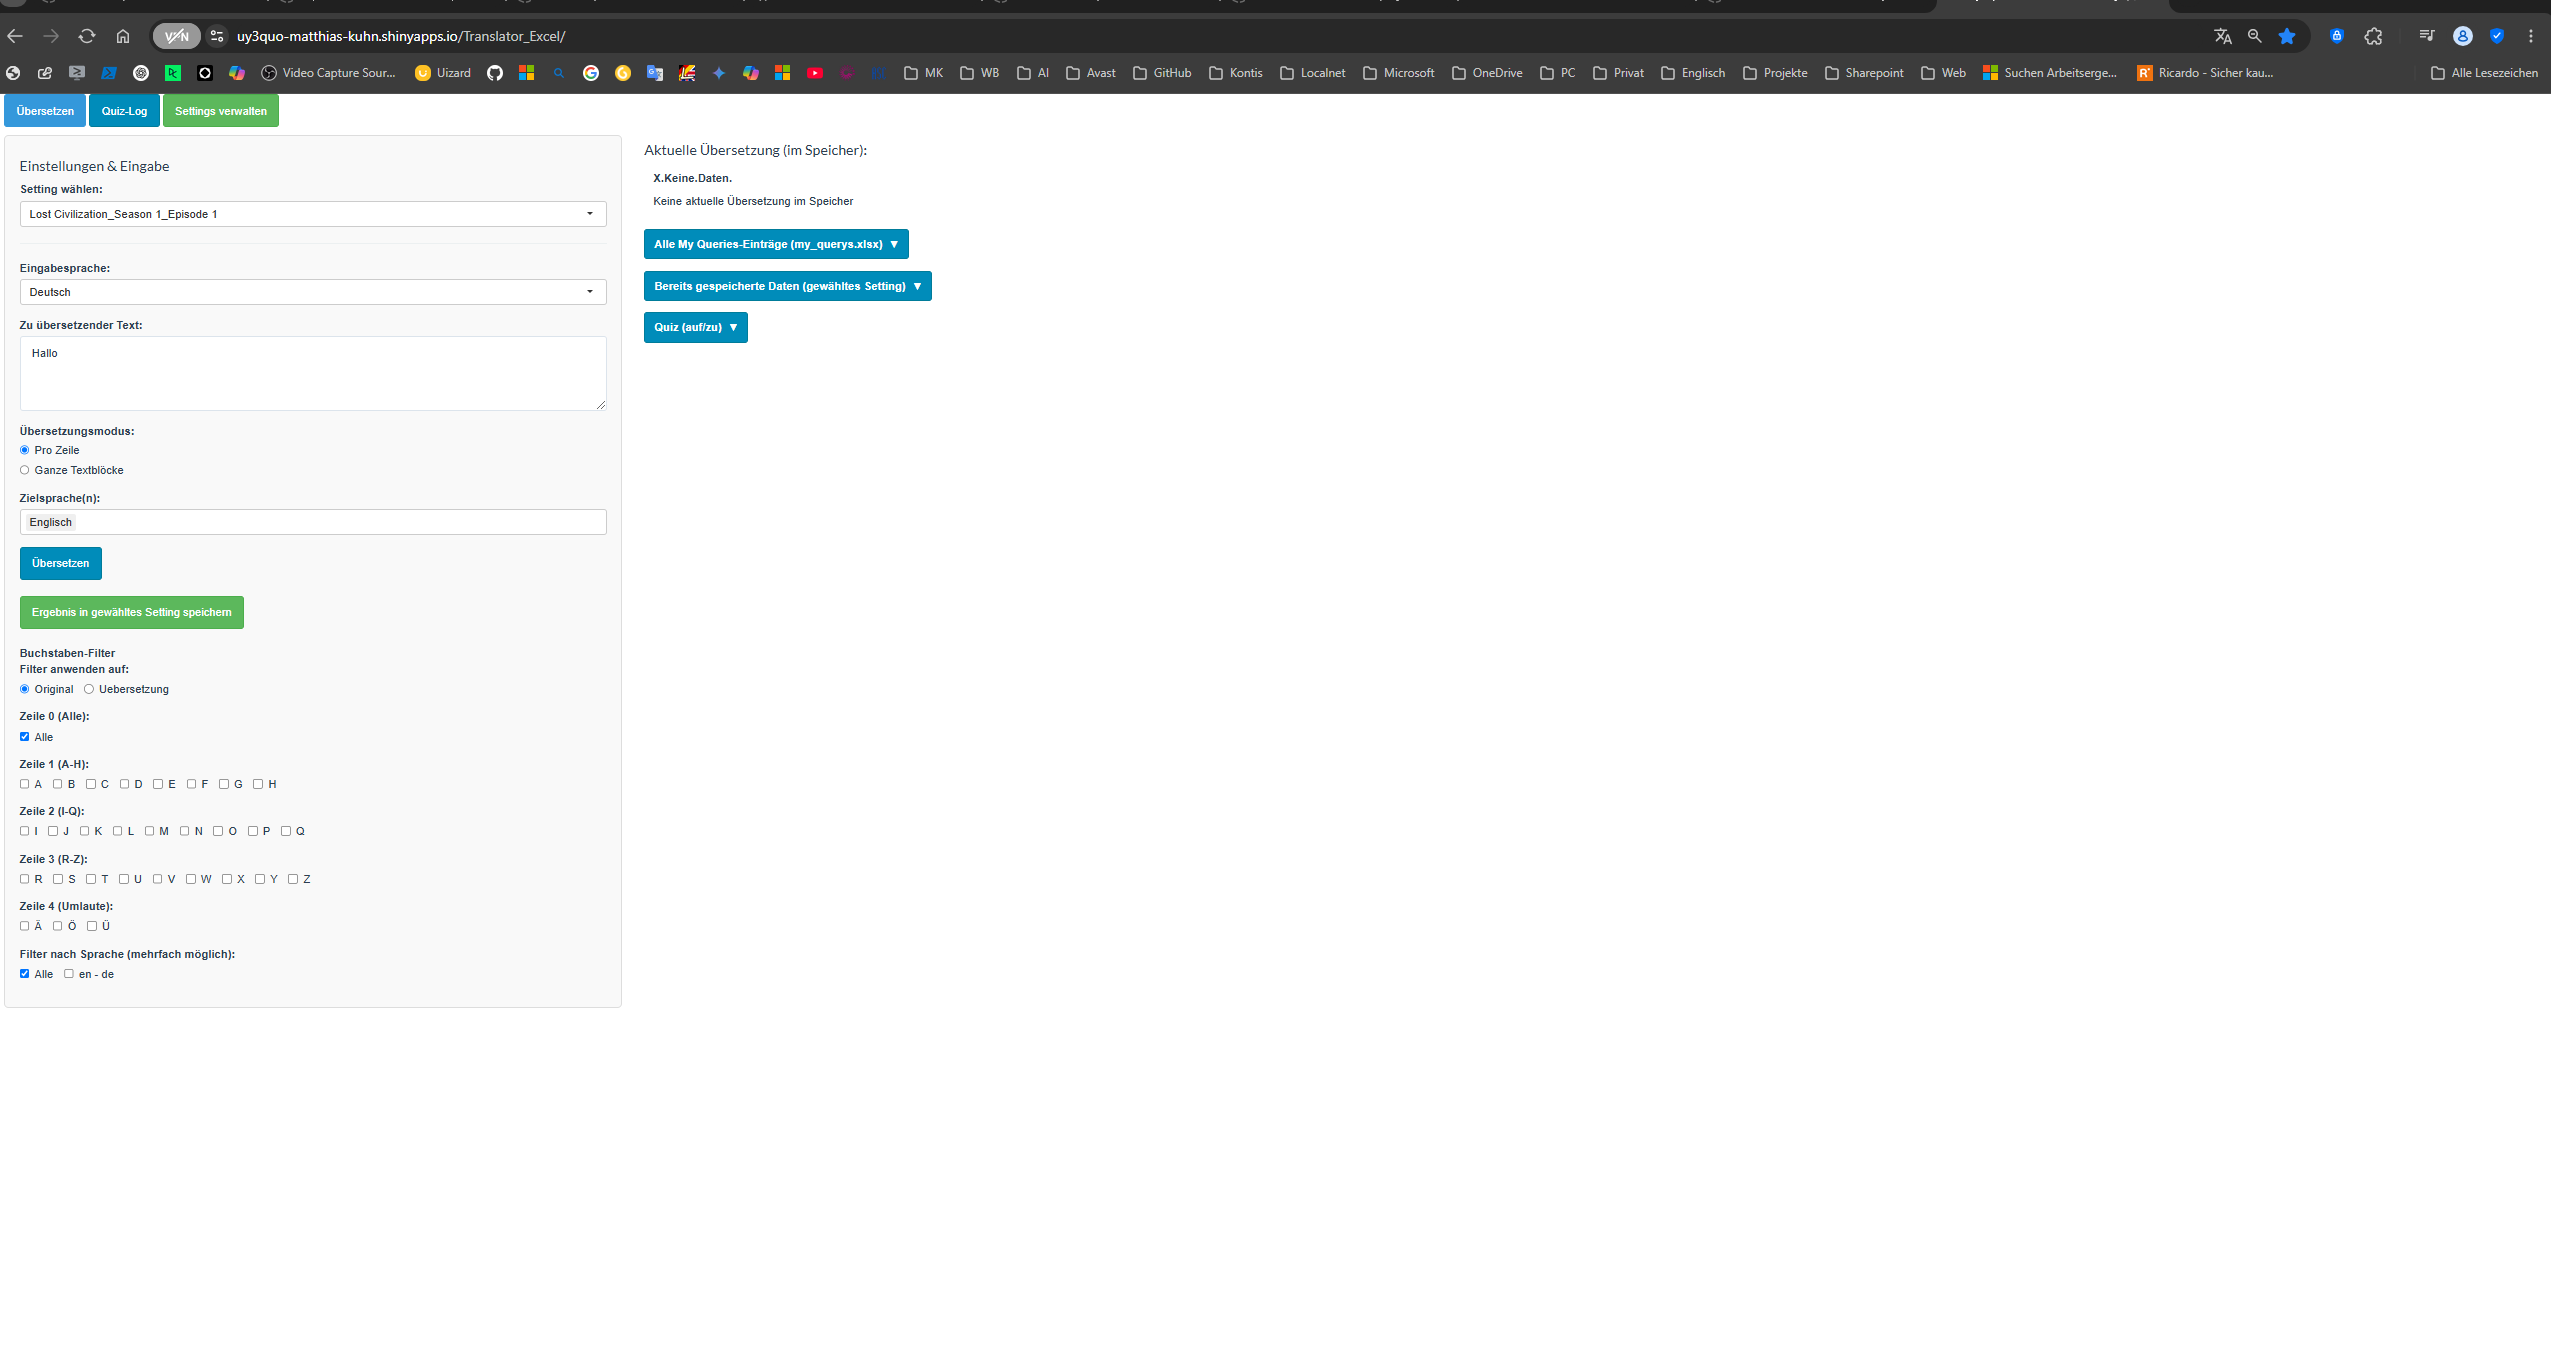 uy3quo-matthias-kuhn.shinyapps.io/Translator_Excel/
Video Capture Sour... Uizard MK WB AI Avast GitHub Kontis Localnet Microsoft OneDrive PC Privat Englisch Projekte Sharepoint Web Suchen Arbeitserge... Ricardo - Sicher kau... Alle Lesezeichen
Übersetzen Quiz-Log Settings verwalten
Einstellungen & Eingabe
Setting wählen:
Lost Civilization_Season 1_Episode 1
Eingabesprache:
Deutsch
Zu übersetzender Text:
Hallo
Übersetzungsmodus:
Pro Zeile
Ganze Textblöcke
Zielsprache(n):
Englisch
Übersetzen
Ergebnis in gewähltes Setting speichern
Buchstaben-Filter
Filter anwenden auf:
Original Uebersetzung
Zeile 0 (Alle):
Alle
Zeile 1 (A-H):
A B C D E F G H
Zeile 2 (I-Q):
I J K L M N O P Q
Zeile 3 (R-Z):
R S T U V W X Y Z
Zeile 4 (Umlaute):
Ä Ö Ü
Filter nach Sprache (mehrfach möglich):
Alle en - de
Aktuelle Übersetzung (im Speicher):
X.Keine.Daten.
Keine aktuelle Übersetzung im Speicher
Alle My Queries-Einträge (my_querys.xlsx) ▼
Bereits gespeicherte Daten (gewähltes Setting) ▼
Quiz (auf/zu) ▼